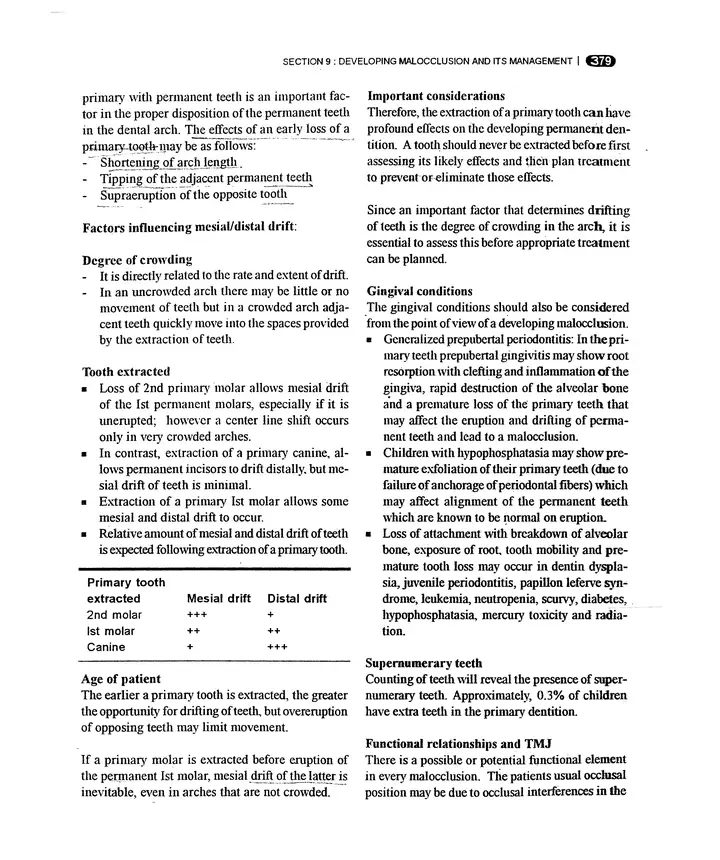 SECTION 9 : DEVELOPING MALOCCLUSION AND ITS MANAGEMENT | 379
primary with permanent teeth is an important fac-
tor in the proper disposition of the permanent teeth
in the dental arch. The effects of an early loss of a
primary tooth may be as follows:
- Shortening of arch length
- Tipping of the adjacent permanent teeth
- Supraeruption of the opposite tooth
Factors influencing mesial/distal drift:
Degree of crowding
- It is directly related to the rate and extent of drift.
- In an uncrowded arch there may be little or no
movement of teeth but in a crowded arch adja-
cent teeth quickly move into the spaces provided
by the extraction of teeth.
Tooth extracted
■ Loss of 2nd primary molar allows mesial drift
of the Ist permanent molars, especially if it is
unerupted; however a center line shift occurs
only in very crowded arches.
■ In contrast, extraction of a primary canine, al-
lows permanent incisors to drift distally, but me-
sial drift of teeth is minimal.
■ Extraction of a primary Ist molar allows some
mesial and distal drift to occur.
■ Relative amount of mesial and distal drift of teeth
is expected following extraction of a primary tooth.
Primary tooth
extracted Mesial drift Distal drift
2nd molar +++ +
Ist molar ++ ++
Canine + +++
Age of patient
The earlier a primary tooth is extracted, the greater
the opportunity for drifting of teeth, but overeruption
of opposing teeth may limit movement.
If a primary molar is extracted before eruption of
the permanent Ist molar, mesial drift of the latter is
inevitable, even in arches that are not crowded.
Important considerations
Therefore, the extraction of a primary tooth can have
profound effects on the developing permanent den-
tition. A tooth should never be extracted before first
assessing its likely effects and then plan treatment
to prevent or eliminate those effects.
Since an important factor that determines drifting
of teeth is the degree of crowding in the arch, it is
essential to assess this before appropriate treatment
can be planned.
Gingival conditions
The gingival conditions should also be considered
from the point of view of a developing malocclusion.
■ Generalized prepubertal periodontitis: In the pri-
mary teeth prepubertal gingivitis may show root
resorption with clefting and inflammation of the
gingiva, rapid destruction of the alveolar bone
and a premature loss of the primary teeth that
may affect the eruption and drifting of perma-
nent teeth and lead to a malocclusion.
■ Children with hypophosphatasia may show pre-
mature exfoliation of their primary teeth (due to
failure of anchorage of periodontal fibers) which
may affect alignment of the permanent teeth
which are known to be normal on eruption.
■ Loss of attachment with breakdown of alveolar
bone, exposure of root, tooth mobility and pre-
mature tooth loss may occur in dentin dyspla-
sia, juvenile periodontitis, papillon leferve syn-
drome, leukemia, neutropenia, scurvy, diabetes,
hypophosphatasia, mercury toxicity and radia-
tion.
Supernumerary teeth
Counting of teeth will reveal the presence of super-
numerary teeth. Approximately, 0.3% of children
have extra teeth in the primary dentition.
Functional relationships and TMJ
There is a possible or potential functional element
in every malocclusion. The patients usual occlusal
position may be due to occlusal interferences in the